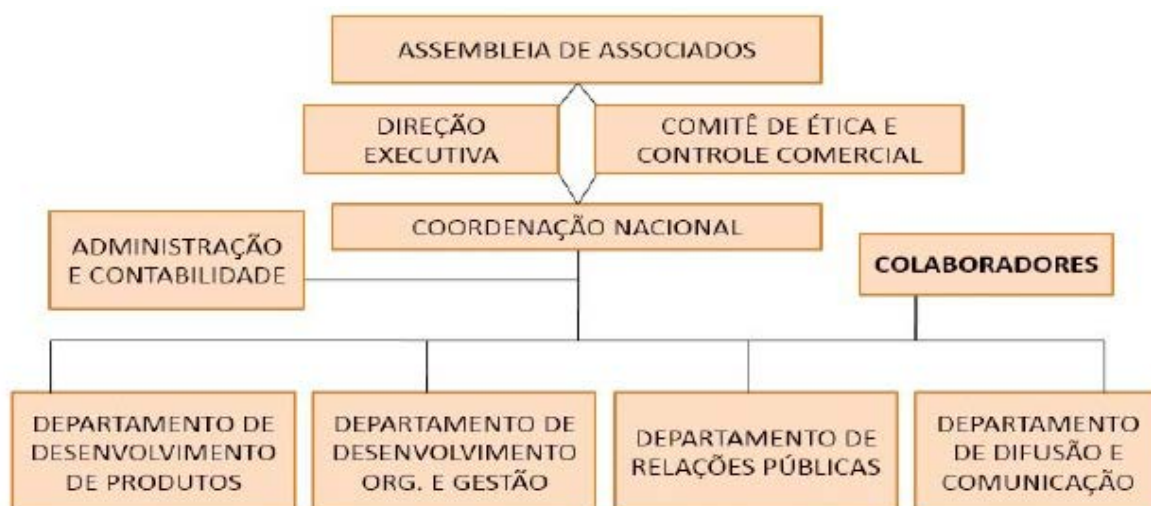 ASSEMBLEIA DE ASSOCIADOS
DIREÇÃO
EXECUTIVA
COMITÊ DE ÉTICA E
CONTROLE COMERCIAL
COORDENAÇÃO NACIONAL
ADMINISTRAÇÃO
E CONTABILIDADE
COLABORADORES
DEPARTAMENTO DE
DESENVOLVIMENTO
DE PRODUTOS
DEPARTAMENTO DE
DESENVOLVIMENTO
ORG. E GESTÃO
DEPARTAMENTO DE
RELAÇÕES PÚBLICAS
DEPARTAMENTO
DE DIFUSÃO E
COMUNICAÇÃO